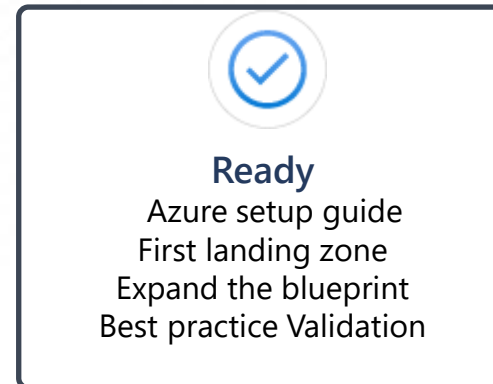 Ready
Azure setup guide
First landing zone
Expand the blueprint
Best practice Validation